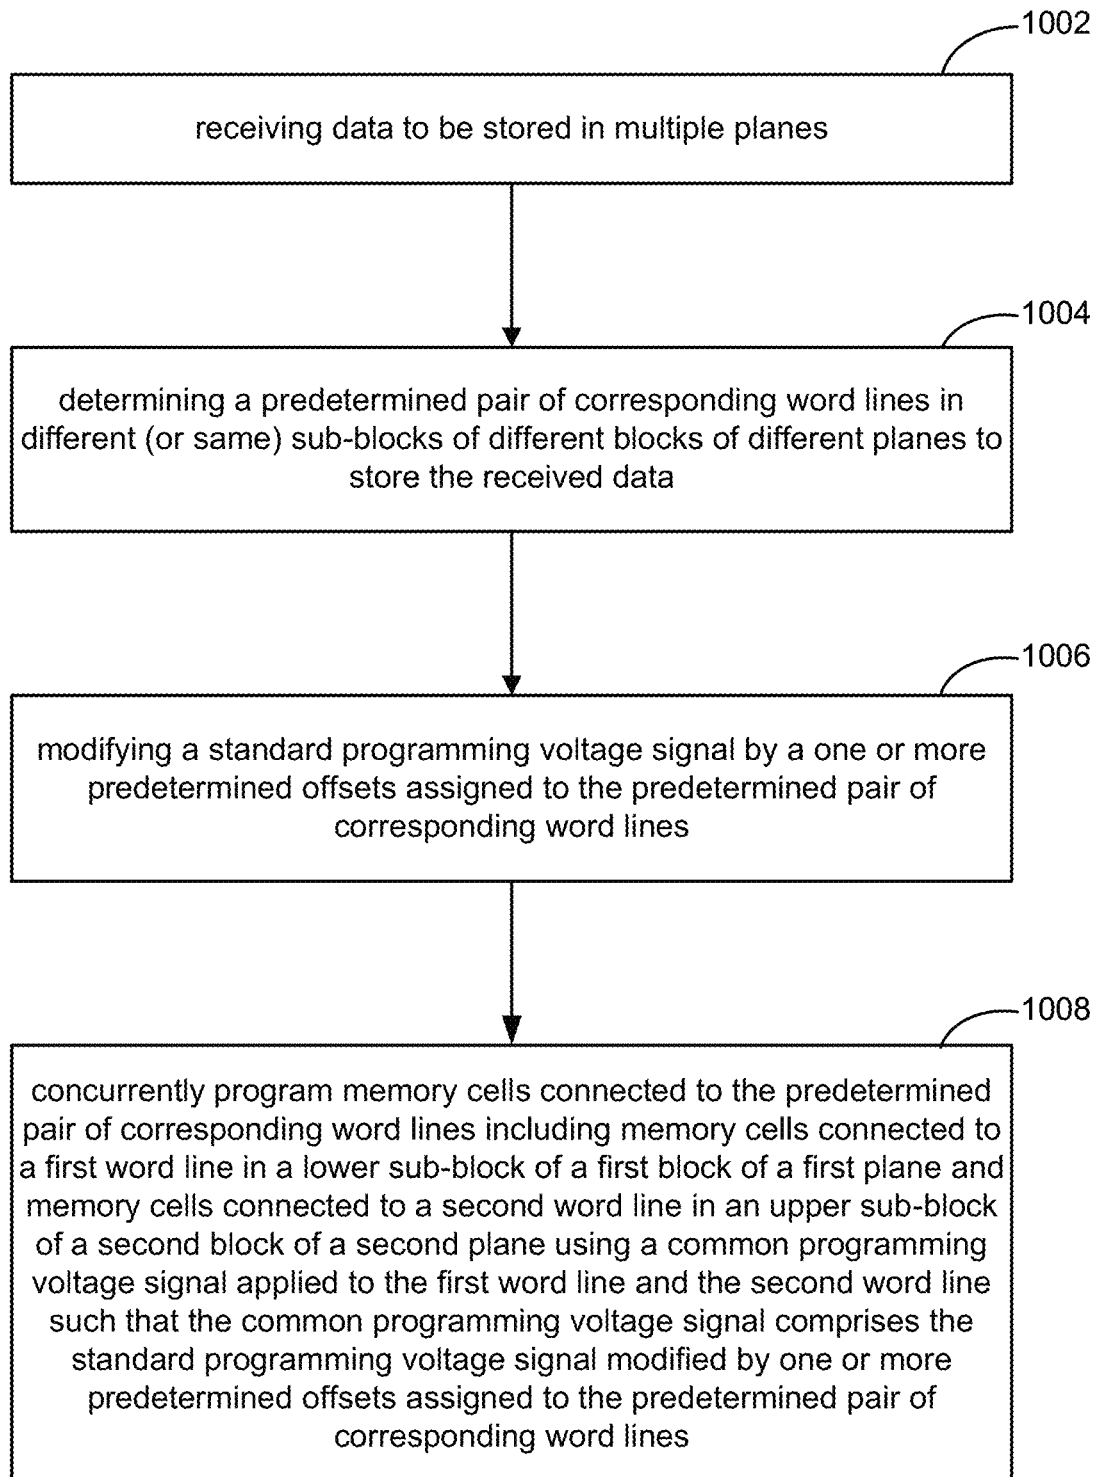 1002
receiving data to be stored in multiple planes
1004
determining a predetermined pair of corresponding word lines in
different (or same) sub-blocks of different blocks of different planes to
store the received data
1006
modifying a standard programming voltage signal by a one or more
predetermined offsets assigned to the predetermined pair of
corresponding word lines
1008
concurrently program memory cells connected to the predetermined
pair of corresponding word lines including memory cells connected to
a first word line in a lower sub-block of a first block of a first plane and
memory cells connected to a second word line in an upper sub-block
of a second block of a second plane using a common programming
voltage signal applied to the first word line and the second word line
such that the common programming voltage signal comprises the
standard programming voltage signal modified by one or more
predetermined offsets assigned to the predetermined pair of
corresponding word lines